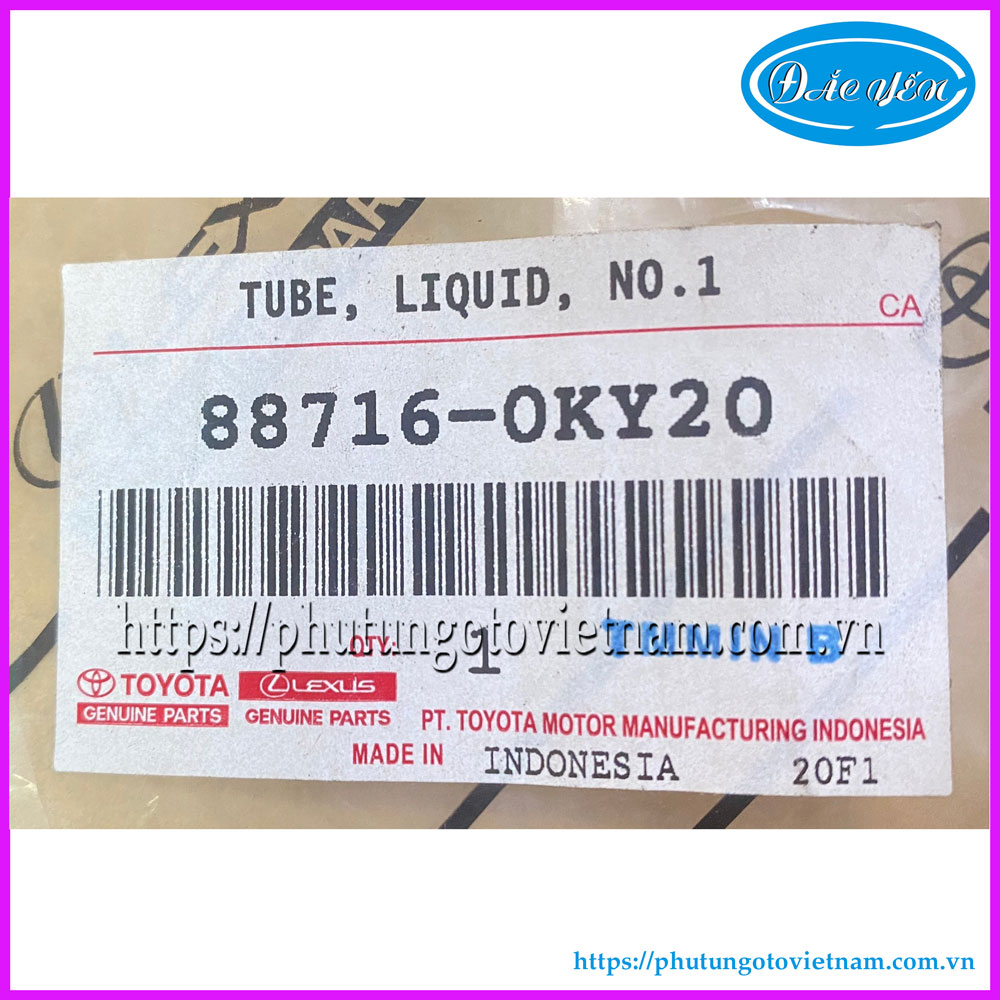 ĐẮC YẾN
PARTS
TUBE, LIQUID, NO.1
CA
88716-0KY20
https://phutungotovietnam.com.vn
QTY: 1
TOYOTA
GENUINE PARTS
LEXUS
GENUINE PARTS
PT. TOYOTA MOTOR MANUFACTURING INDONESIA
MADE IN INDONESIA 20F1
https://phutungotovietnam.com.vn